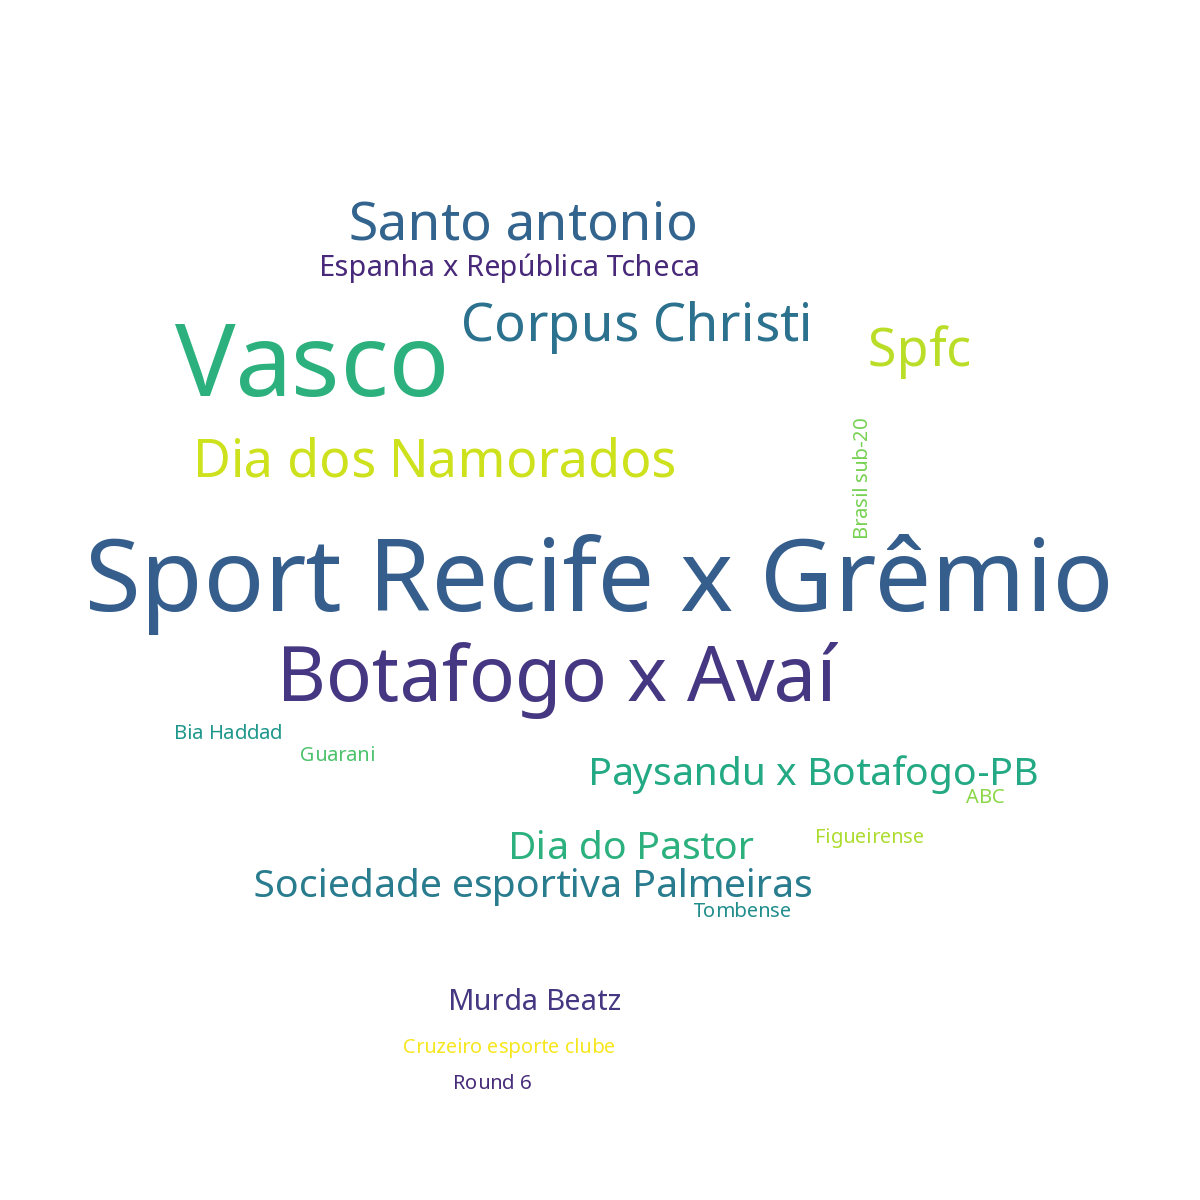 Santo antonio
Espanha x República Tcheca
Corpus Christi
Vasco
Spfc
Dia dos Namorados
Brasil sub-20
Sport Recife x Grêmio
Botafogo x Avaí
Bia Haddad
Guarani
Paysandu x Botafogo-PB
ABC
Figueirense
Dia do Pastor
Sociedade esportiva Palmeiras
Tombense
Murda Beatz
Cruzeiro esporte clube
Round 6